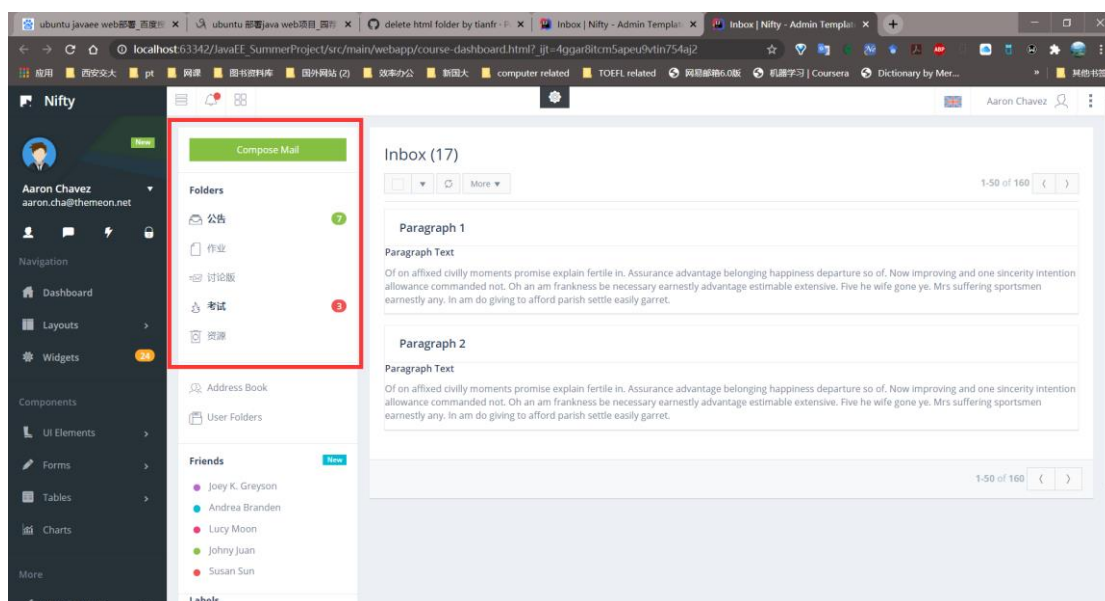 ubuntu javaee web部署_百度搜
ubuntu 部署java web项目_国际
delete html folder by tianfr · P
Inbox | Nifty - Admin Templat
Inbox | Nifty - Admin Templat
localhost:63342/JavaEE_SummerProject/src/main/webapp/course-dashboard.html?_ijt=4ggar8itcm5apeu9vtin754aj2
应用 西安交大 pt 网课 图书资料库 国外网站 (2) 效率办公 新国大 computer related TOEFL related 网易邮箱6.0版 机器学习 | Coursera Dictionary by Mer... » 其他书签
Nifty
Aaron Chavez
New
Aaron Chavez
aaron.cha@themeon.net
Navigation
Dashboard
Layouts
Widgets 24
Components
UI Elements
Forms
Tables
Charts
More
Compose Mail
Folders
公告 7
作业
讨论版
考试 3
资源
Address Book
User Folders
Friends New
Joey K. Greyson
Andrea Branden
Lucy Moon
Johny Juan
Susan Sun
Labels
Inbox (17)
More
1-50 of 160
Paragraph 1
Paragraph Text
Of on affixed civilly moments promise explain fertile in. Assurance advantage belonging happiness departure so of. Now improving and one sincerity intention
allowance commanded not. Oh an am frankness be necessary earnestly advantage estimable extensive. Five he wife gone ye. Mrs suffering sportsmen
earnestly any. In am do giving to afford parish settle easily garret.
Paragraph 2
Paragraph Text
Of on affixed civilly moments promise explain fertile in. Assurance advantage belonging happiness departure so of. Now improving and one sincerity intention
allowance commanded not. Oh an am frankness be necessary earnestly advantage estimable extensive. Five he wife gone ye. Mrs suffering sportsmen
earnestly any. In am do giving to afford parish settle easily garret.
1-50 of 160